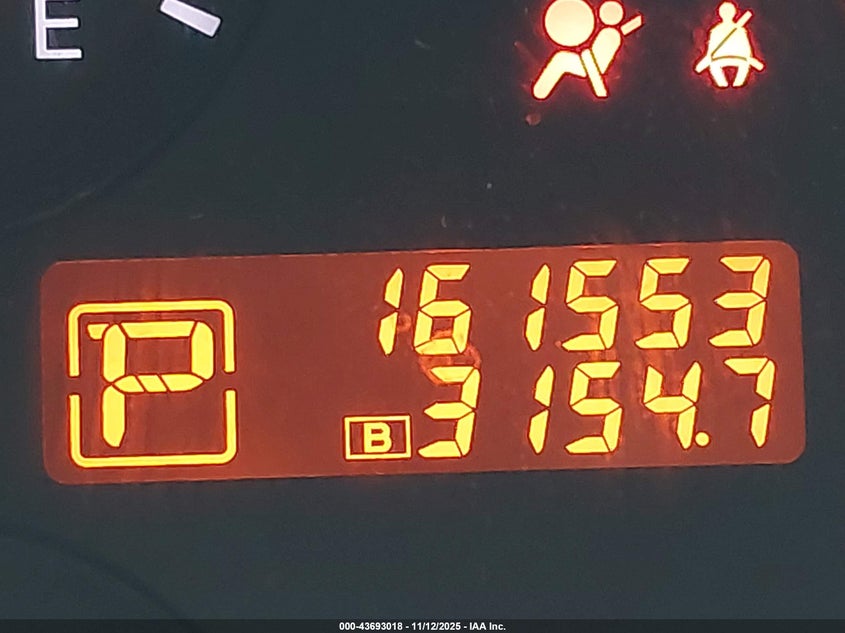 E
161553
P
B 3154.7
000-43693018 - 11/12/2025 - IAA Inc.